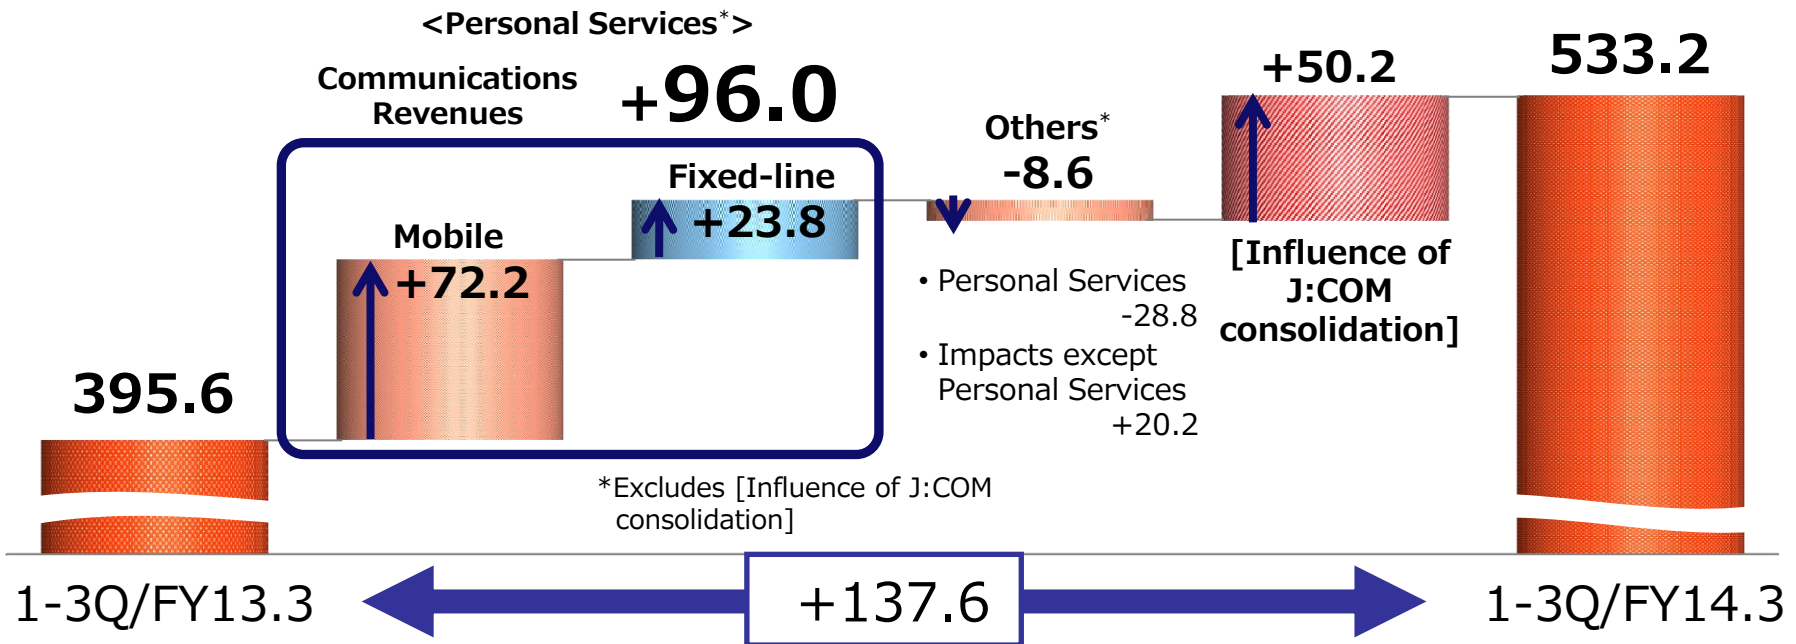 <Personal Services*>
Communications
Revenues
+96.0
Mobile
+72.2
Fixed-line
+23.8
Others*
-8.6
• Personal Services
-28.8
• Impacts except
Personal Services
+20.2
+50.2
[Influence of
J:COM
consolidation]
395.6
533.2
*Excludes [Influence of J:COM
consolidation]
1-3Q/FY13.3
+137.6
1-3Q/FY14.3